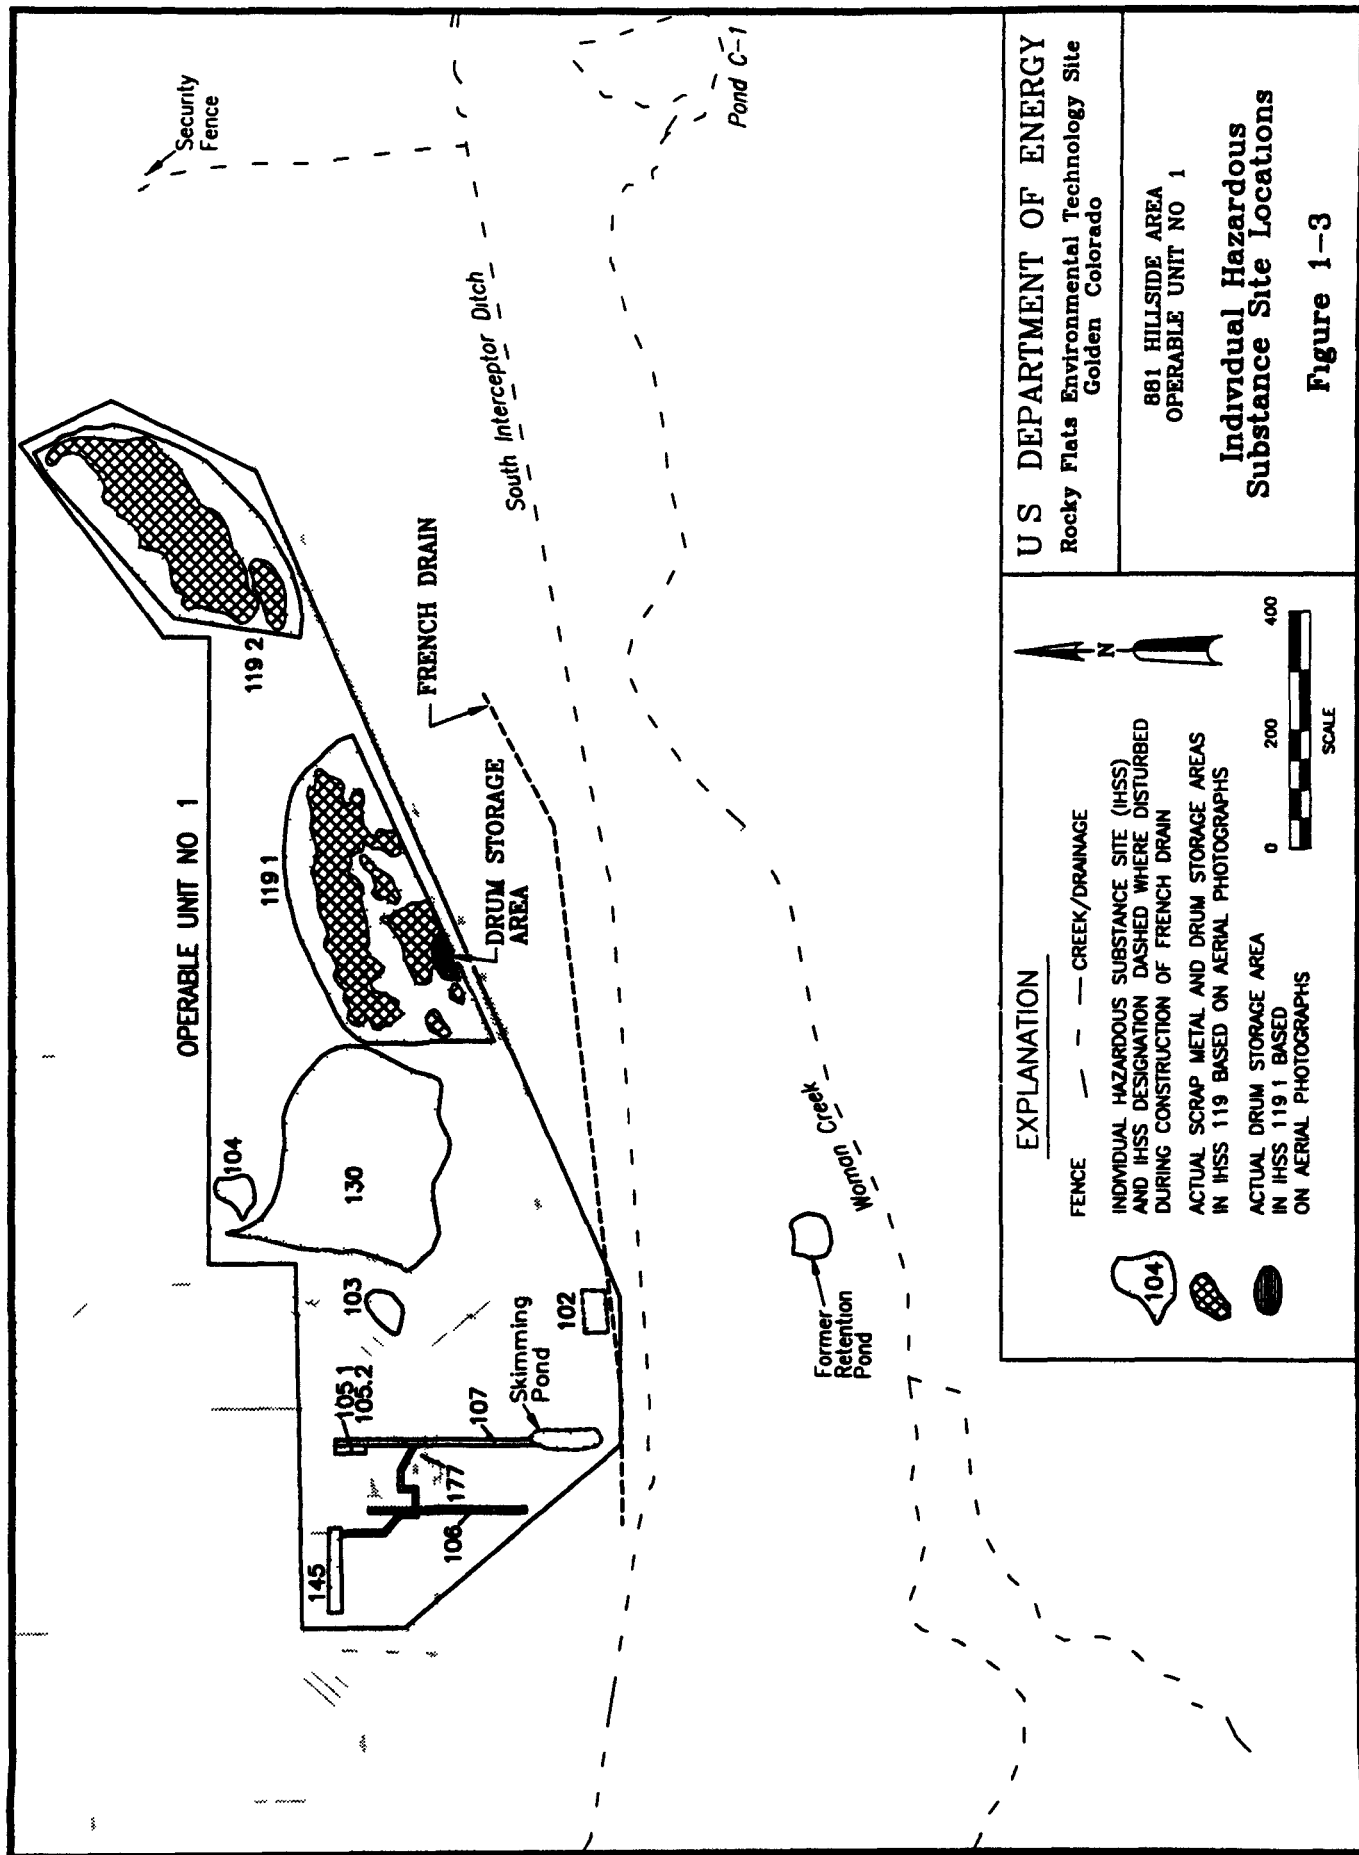 Security
Fence
Pond C-1
South Interceptor Ditch
OPERABLE UNIT NO 1
119 2
FRENCH DRAIN
119 1
DRUM STORAGE
AREA
104
130
103
102
105 1
105.2
Skimming
Pond
107
177
106
145
Woman Creek
Former
Retention
Pond
EXPLANATION
FENCE
CREEK/DRAINAGE
104
INDIVIDUAL HAZARDOUS SUBSTANCE SITE (IHSS)
AND IHSS DESIGNATION DASHED WHERE DISTURBED
DURING CONSTRUCTION OF FRENCH DRAIN
ACTUAL SCRAP METAL AND DRUM STORAGE AREAS
IN IHSS 119 BASED ON AERIAL PHOTOGRAPHS
ACTUAL DRUM STORAGE AREA
IN IHSS 119 1 BASED
ON AERIAL PHOTOGRAPHS
N
0 200 400
SCALE
U S DEPARTMENT OF ENERGY
Rocky Flats Environmental Technology Site
Golden Colorado
881 HILLSIDE AREA
OPERABLE UNIT NO 1
Individual Hazardous
Substance Site Locations
Figure 1-3